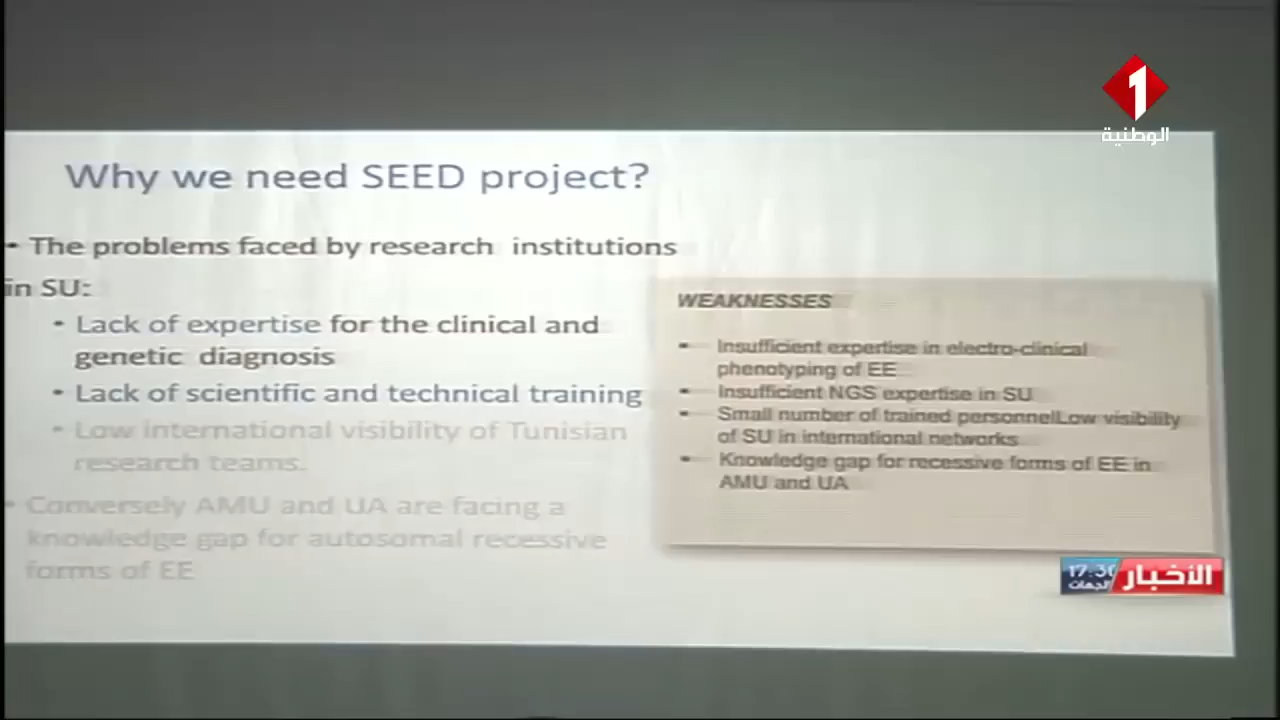 1
الوطنية
Why we need SEED project?
• The problems faced by research institutions
in SU:
• Lack of expertise for the clinical and
genetic diagnosis
• Lack of scientific and technical training
• Low international visibility of Tunisian
research teams.
• Conversely AMU and UA are facing a
knowledge gap for autosomal recessive
forms of EE
WEAKNESSES
• Insufficient expertise in electro-clinical
phenotyping of EE
• Insufficient NGS expertise in SU
• Small number of trained personnelLow visibility
of SU in international networks
• Knowledge gap for recessive forms of EE in
AMU and UA
الأخبار